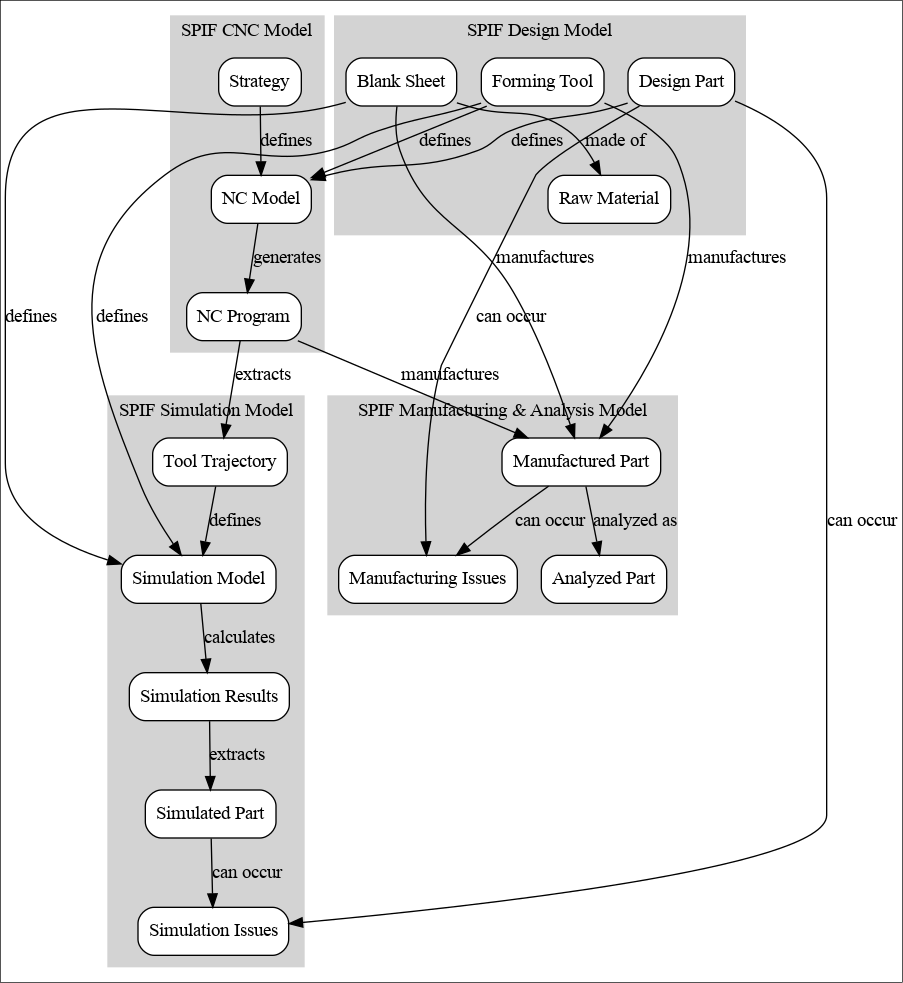 SPIF CNC Model
SPIF Design Model
Strategy
Blank Sheet
Forming Tool
Design Part
defines
defines
defines
made of
NC Model
Raw Material
generates
manufactures
manufactures
defines
defines
NC Program
can occur
extracts
manufactures
SPIF Simulation Model
SPIF Manufacturing & Analysis Model
Tool Trajectory
Manufactured Part
defines
can occur
analyzed as
can occur
Simulation Model
Manufacturing Issues
Analyzed Part
calculates
Simulation Results
extracts
Simulated Part
can occur
Simulation Issues